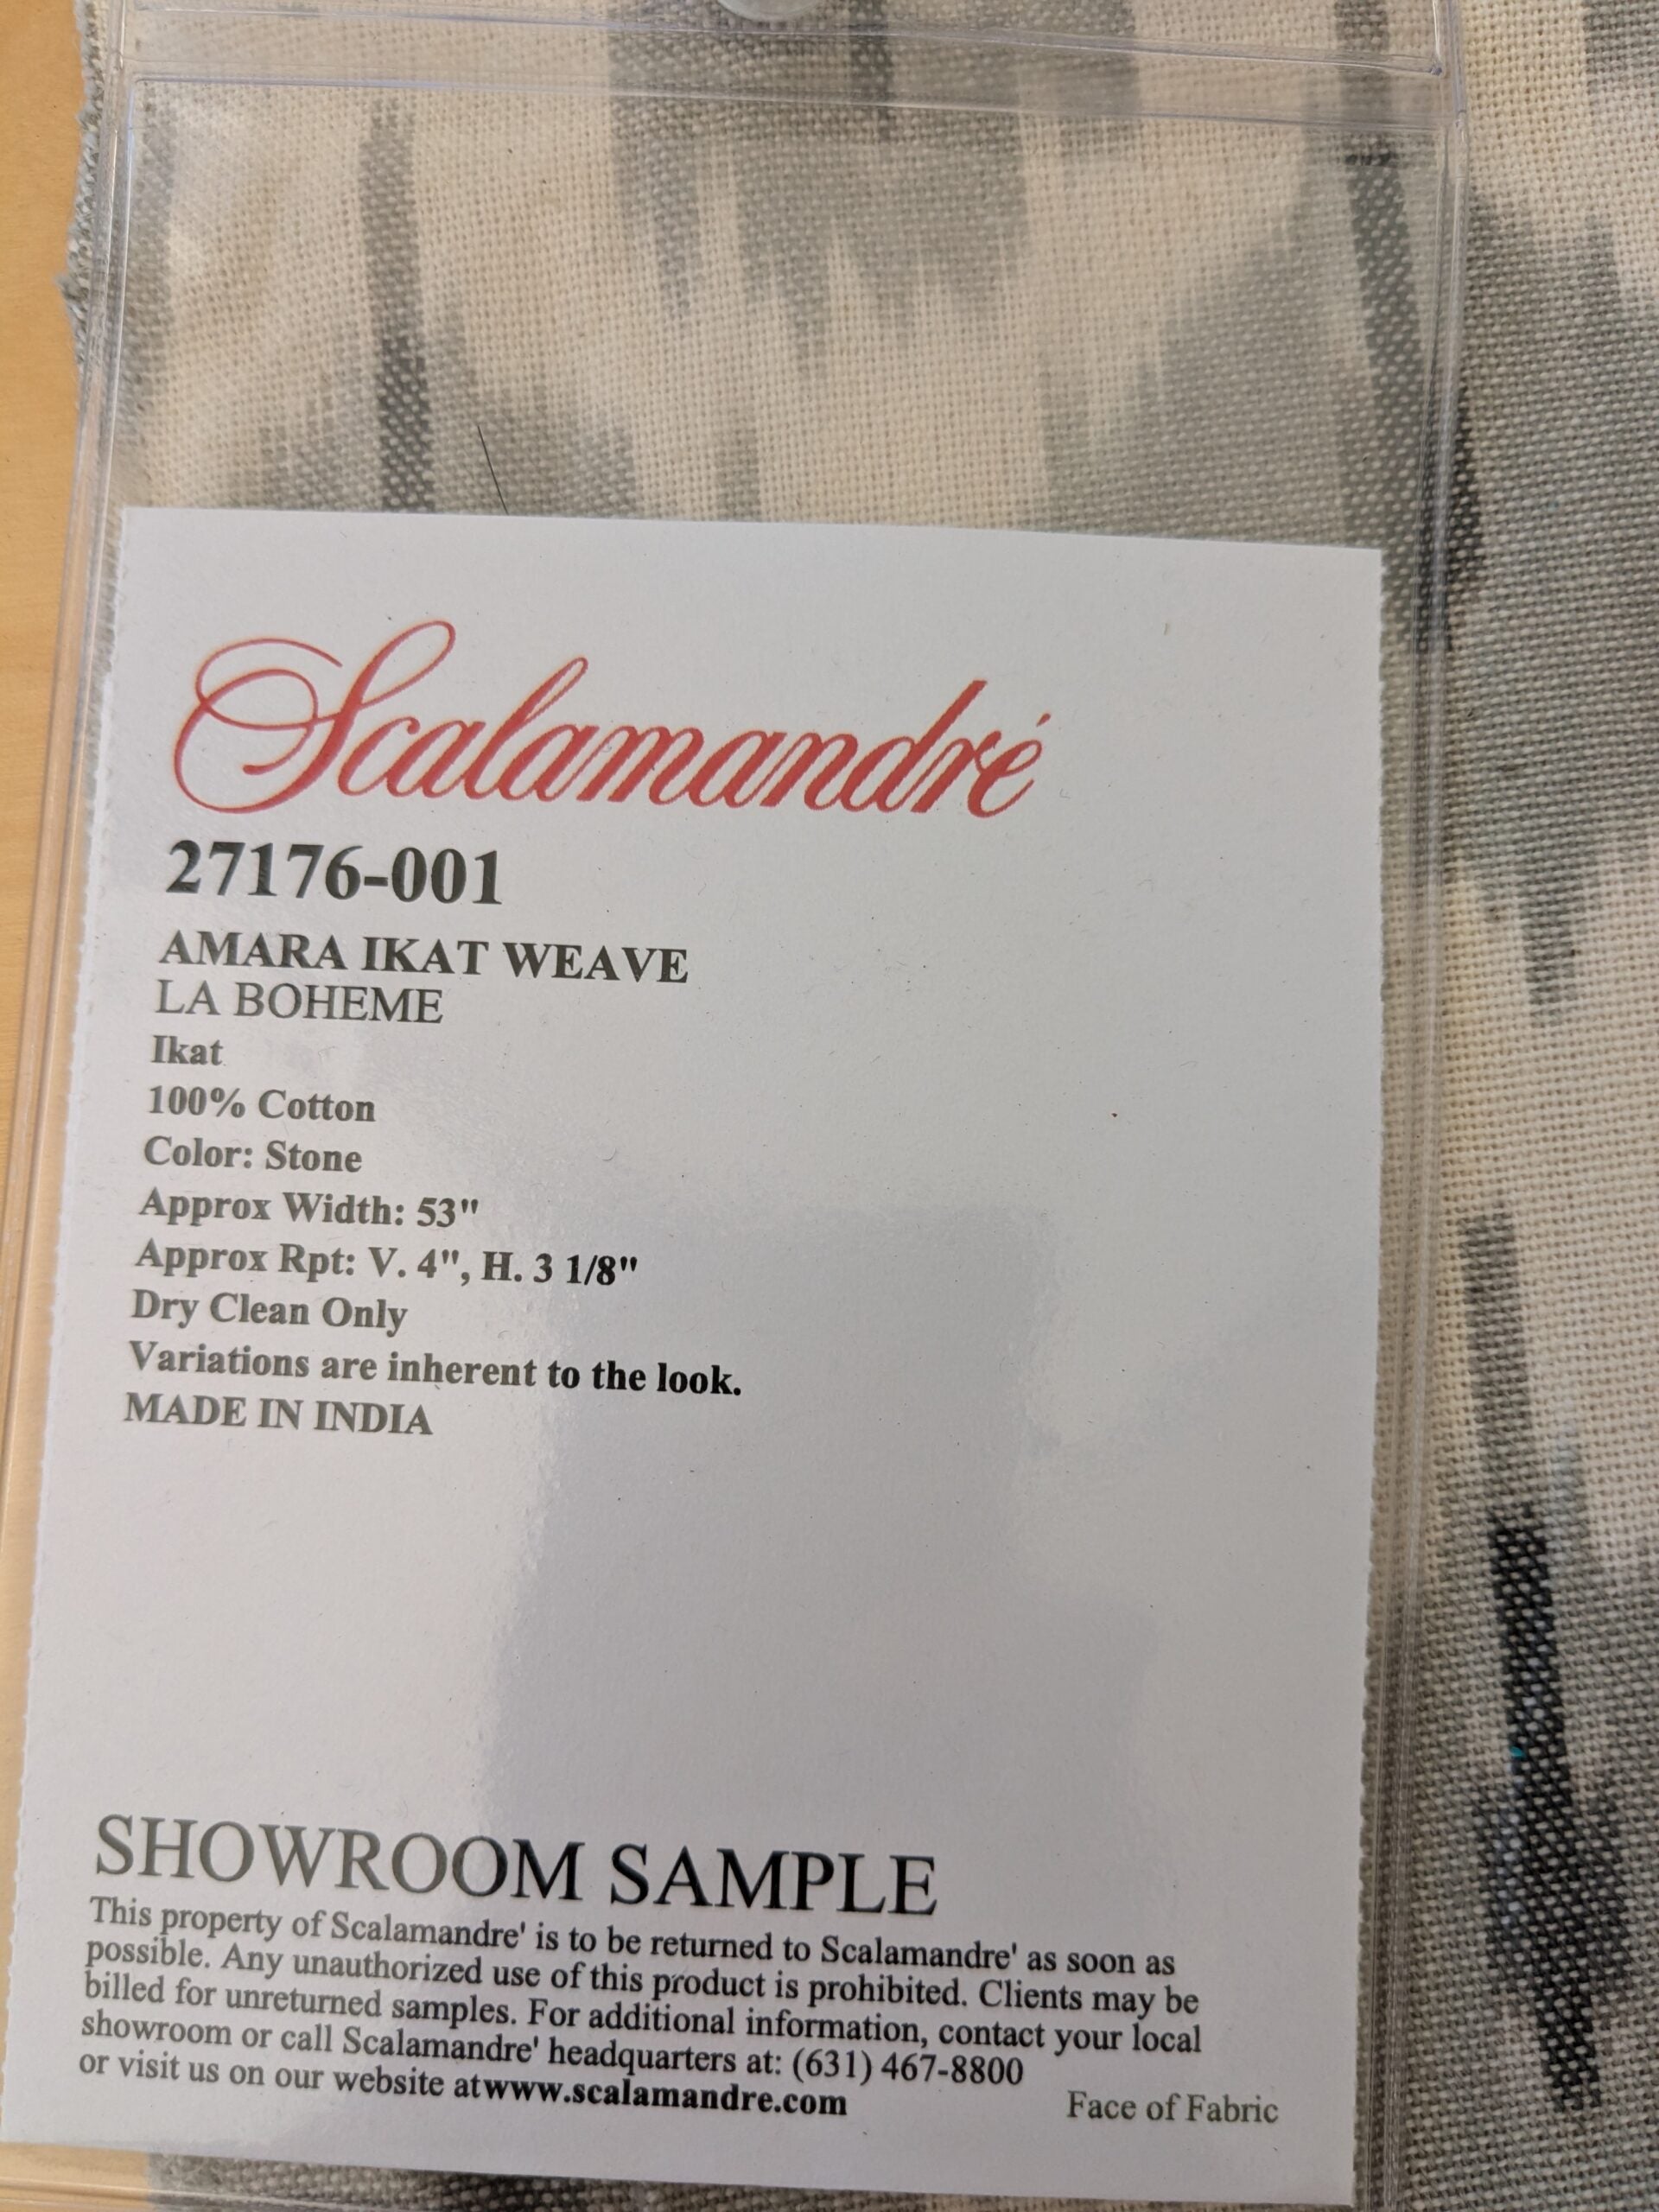 Scalamandré
27176-001
AMARA IKAT WEAVE
LA BOHEME
Ikat
100% Cotton
Color: Stone
Approx Width: 53"
Approx Rpt: V. 4", H. 3 1/8"
Dry Clean Only
Variations are inherent to the look.
MADE IN INDIA
SHOWROOM SAMPLE
This property of Scalamandre' is to be returned to Scalamandre' as soon as
possible. Any unauthorized use of this product is prohibited. Clients may be
billed for unreturned samples. For additional information, contact your local
showroom or call Scalamandre' headquarters at: (631) 467-8800
or visit us on our website atwww.scalamandre.com
Face of Fabric